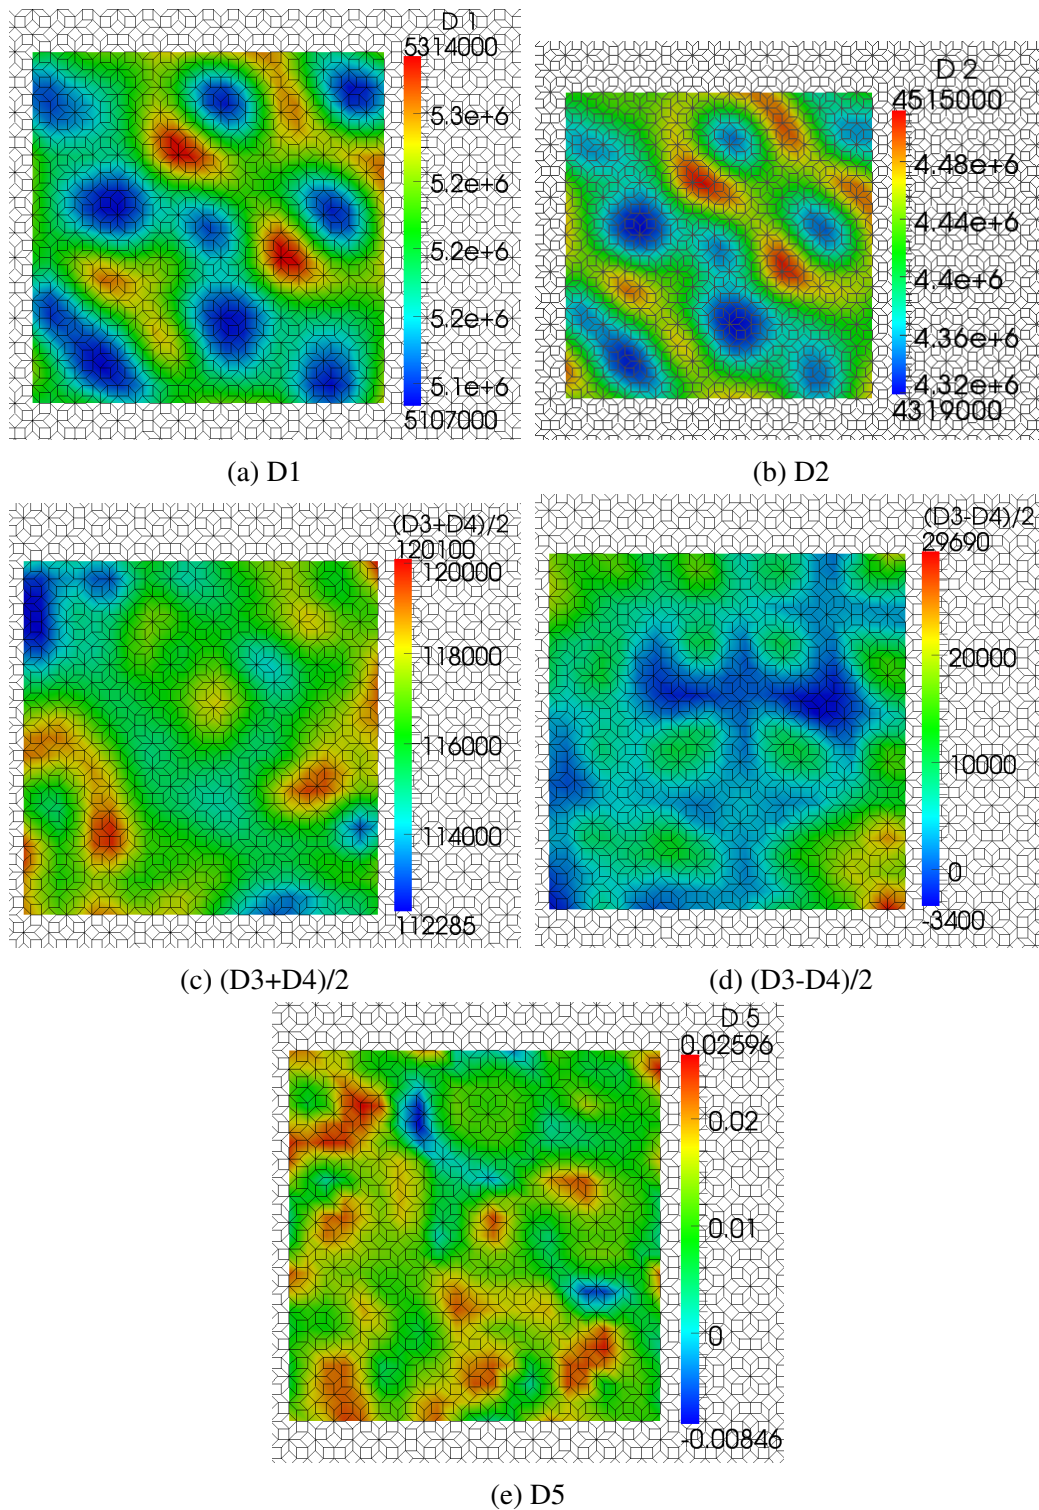 D 1
5314000
5.3e+6
5.2e+6
5.2e+6
5.2e+6
5.1e+6
5107000
(a) D1
D 2
4515000
4.48e+6
4.44e+6
4.4e+6
4.36e+6
4.32e+6
4319000
(b) D2
(D3+D4)/2
120100
120000
118000
116000
114000
112285
(c) (D3+D4)/2
(D3-D4)/2
29690
20000
10000
0
-3400
(d) (D3-D4)/2
D 5
0.02596
0.02
0.01
0
-0.00846
(e) D5